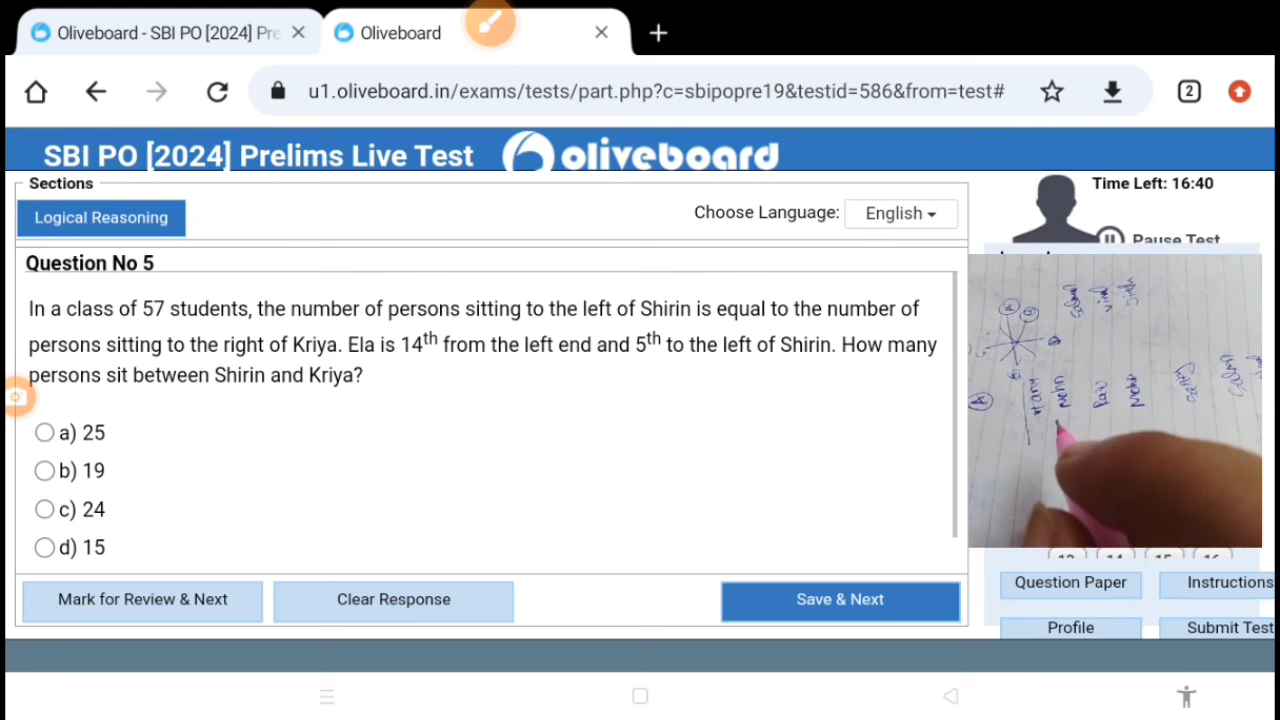 Oliveboard - SBI PO [2024] Pre
Oliveboard
u1.oliveboard.in/exams/tests/part.php?c=sbipopre19&testid=586&from=test#
2
SBI PO [2024] Prelims Live Test
oliveboard
Sections
Time Left: 16:40
Logical Reasoning
Choose Language: English
Pause Test
Question No 5
In a class of 57 students, the number of persons sitting to the left of Shirin is equal to the number of
persons sitting to the right of Kriya. Ela is 14th from the left end and 5th to the left of Shirin. How many
persons sit between Shirin and Kriya?
a) 25
b) 19
c) 24
d) 15
Mark for Review & Next
Clear Response
Save & Next
Question Paper
Instructions
Profile
Submit Test